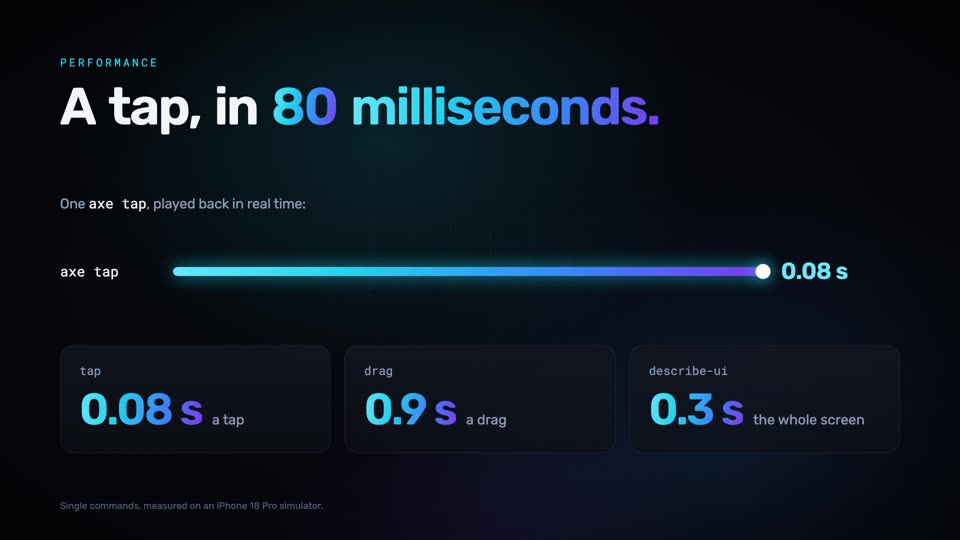 PERFORMANCE
A tap, in 80 milliseconds.
One axe tap, played back in real time:
axe tap 0.08 s
tap
0.08 s a tap
drag
0.9 s a drag
describe-ui
0.3 s the whole screen
Single commands, measured on an iPhone 18 Pro simulator.